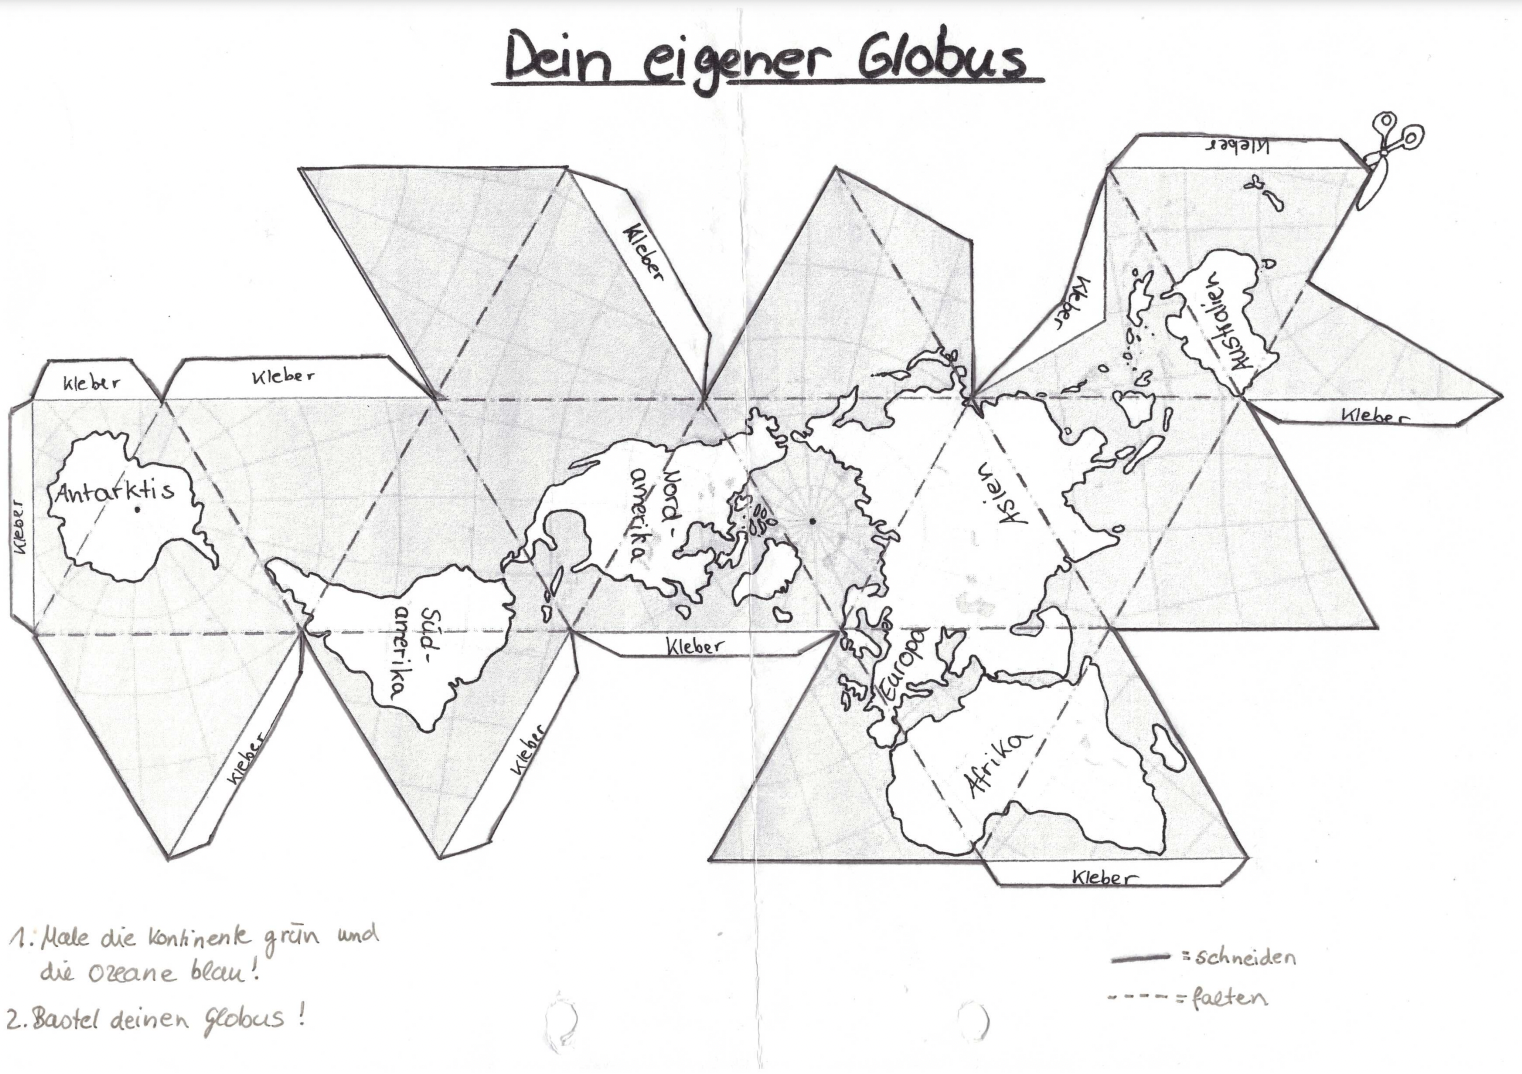 Dein eigener Globus
Kleber
Kleber
Kleber
Kleber
Kleber
Kleber
Kleber
Kleber
Antarktis
Nord-
amerika
Asien
Australien
Kleber
Süd-
amerika
Europa
Kleber
Kleber
Kleber
Afrika
Kleber
1. Male die Kontinente grün und
die Ozeane blau!
2. Bastel deinen Globus!
= schneiden
= falten